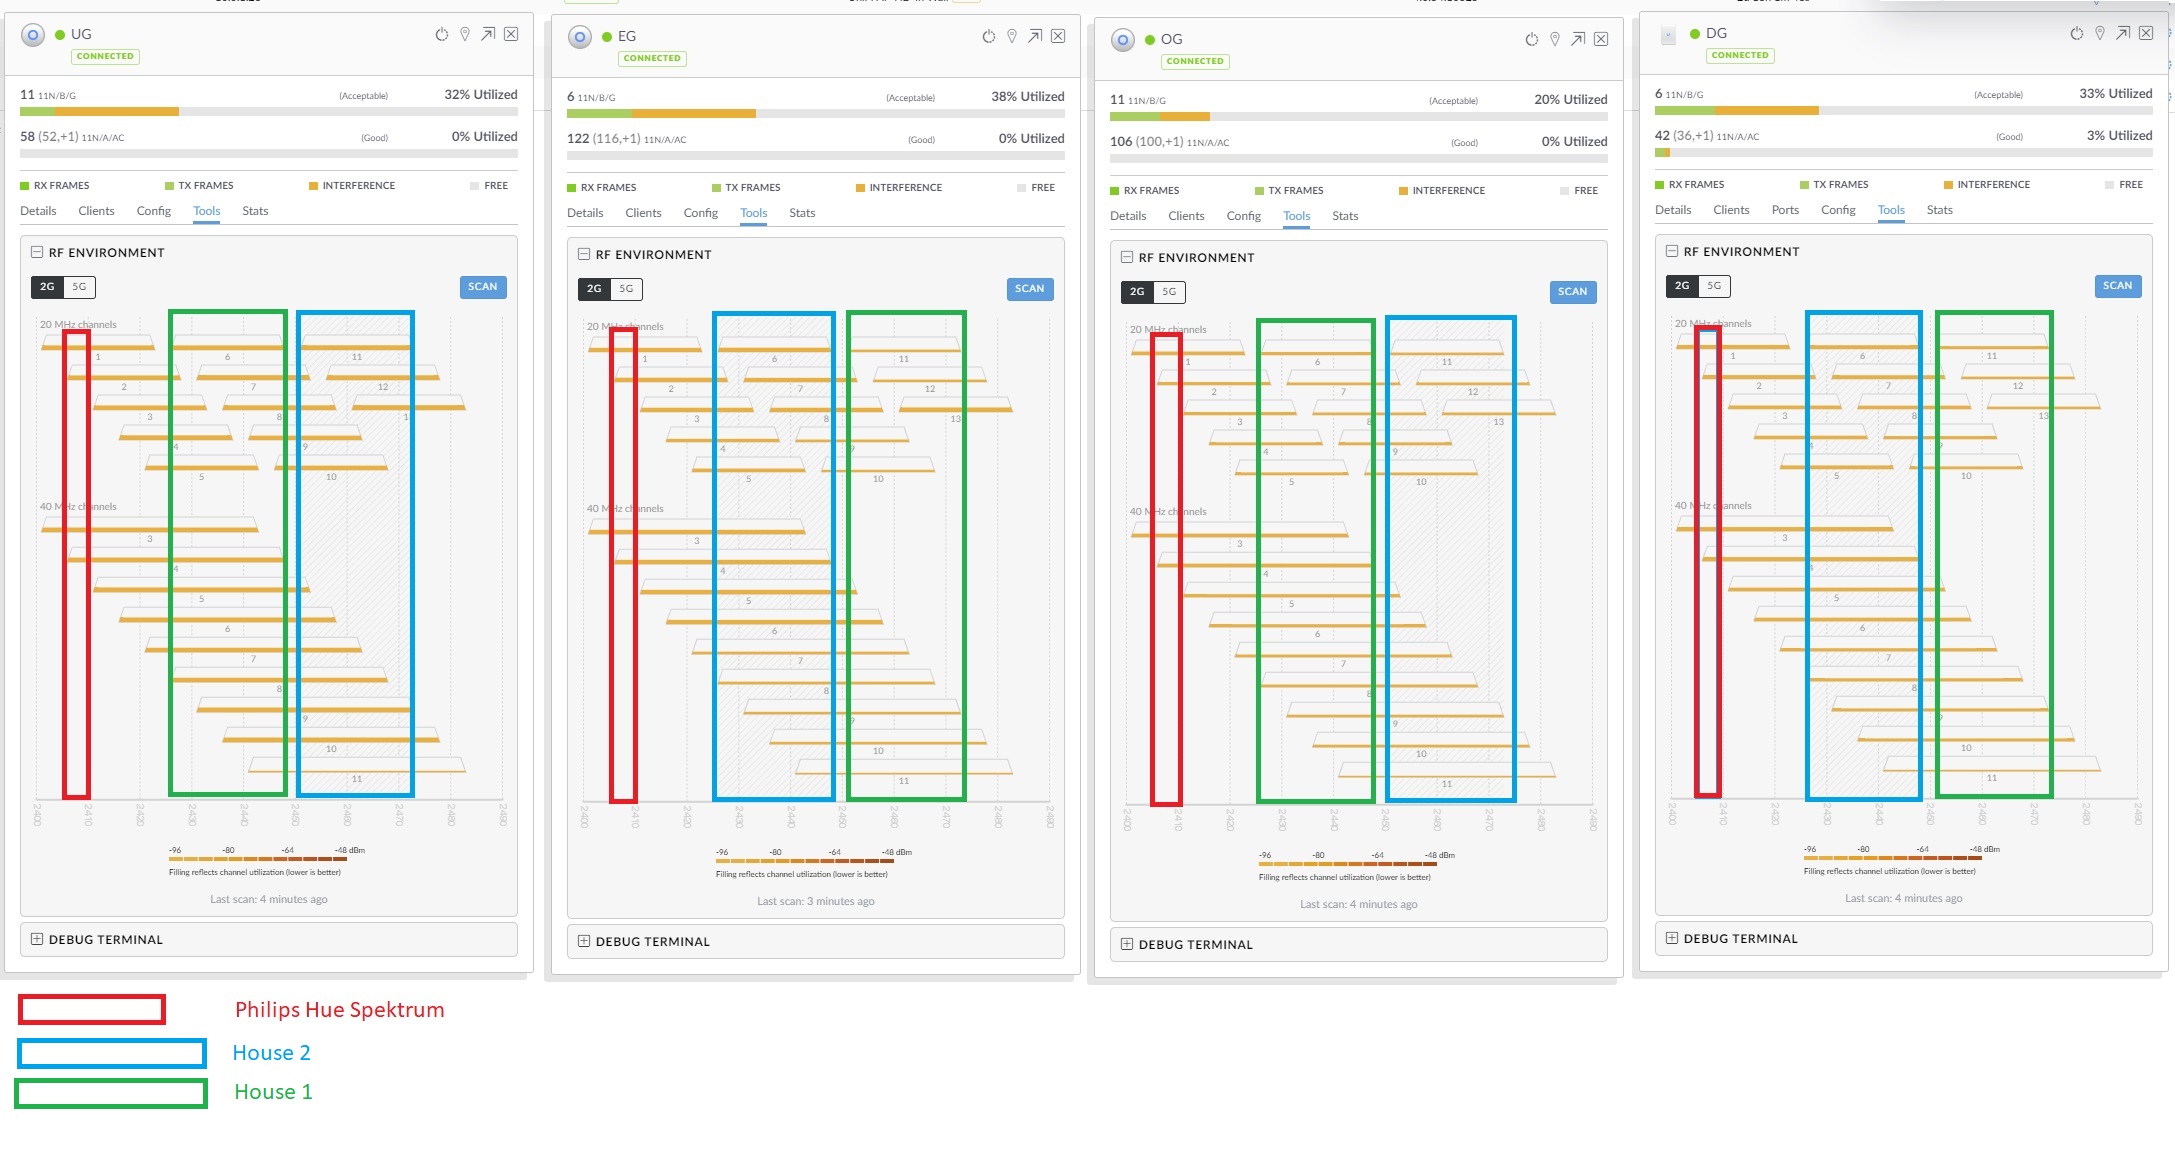 UG
CONNECTED
11 11N/B/G (Acceptable) 32% Utilized
58 (52,+1) 11N/A/AC (Good) 0% Utilized
RX FRAMES TX FRAMES INTERFERENCE FREE
Details Clients Config Tools Stats
RF ENVIRONMENT
2G 5G SCAN
20 MHz channels
1 6 11
2 7 12
3 8 1
4 9
5 10
40 MHz channels
3
4
5
6
7
8
9
10
11
2400 2410 2420 2430 2440 2450 2460 2470 2480 2490
-96 -80 -64 -48 dBm
Filling reflects channel utilization (lower is better)
Last scan: 4 minutes ago
DEBUG TERMINAL
EG
CONNECTED
6 11N/B/G (Acceptable) 38% Utilized
122 (116,+1) 11N/A/AC (Good) 0% Utilized
RX FRAMES TX FRAMES INTERFERENCE FREE
Details Clients Config Tools Stats
RF ENVIRONMENT
2G 5G SCAN
20 MHz channels
1 6 11
2 7 12
3 8 13
4 9
5 10
40 MHz channels
3
4
5
6
7
8
9
10
11
2400 2410 2420 2430 2440 2450 2460 2470 2480 2490
-96 -80 -64 -48 dBm
Filling reflects channel utilization (lower is better)
Last scan: 3 minutes ago
DEBUG TERMINAL
OG
CONNECTED
11 11N/B/G (Acceptable) 20% Utilized
106 (100,+1) 11N/A/AC (Good) 0% Utilized
RX FRAMES TX FRAMES INTERFERENCE FREE
Details Clients Config Tools Stats
RF ENVIRONMENT
2G 5G SCAN
20 MHz channels
1 6 11
2 7 12
3 8 13
4 9
5 10
40 MHz channels
3
4
5
6
7
8
9
10
11
2400 2410 2420 2430 2440 2450 2460 2470 2480 2490
-96 -80 -64 -48 dBm
Filling reflects channel utilization (lower is better)
Last scan: 4 minutes ago
DEBUG TERMINAL
DG
CONNECTED
6 11N/B/G (Acceptable) 33% Utilized
42 (36,+1) 11N/A/AC (Good) 3% Utilized
RX FRAMES TX FRAMES INTERFERENCE FREE
Details Clients Ports Config Tools Stats
RF ENVIRONMENT
2G 5G SCAN
20 MHz channels
1 6 11
2 7 12
3 8 13
4 9
5 10
40 MHz channels
3
4
5
6
7
8
9
10
11
2400 2410 2420 2430 2440 2450 2460 2470 2480 2490
-96 -80 -64 -48 dBm
Filling reflects channel utilization (lower is better)
Last scan: 4 minutes ago
DEBUG TERMINAL
Philips Hue Spektrum
House 2
House 1